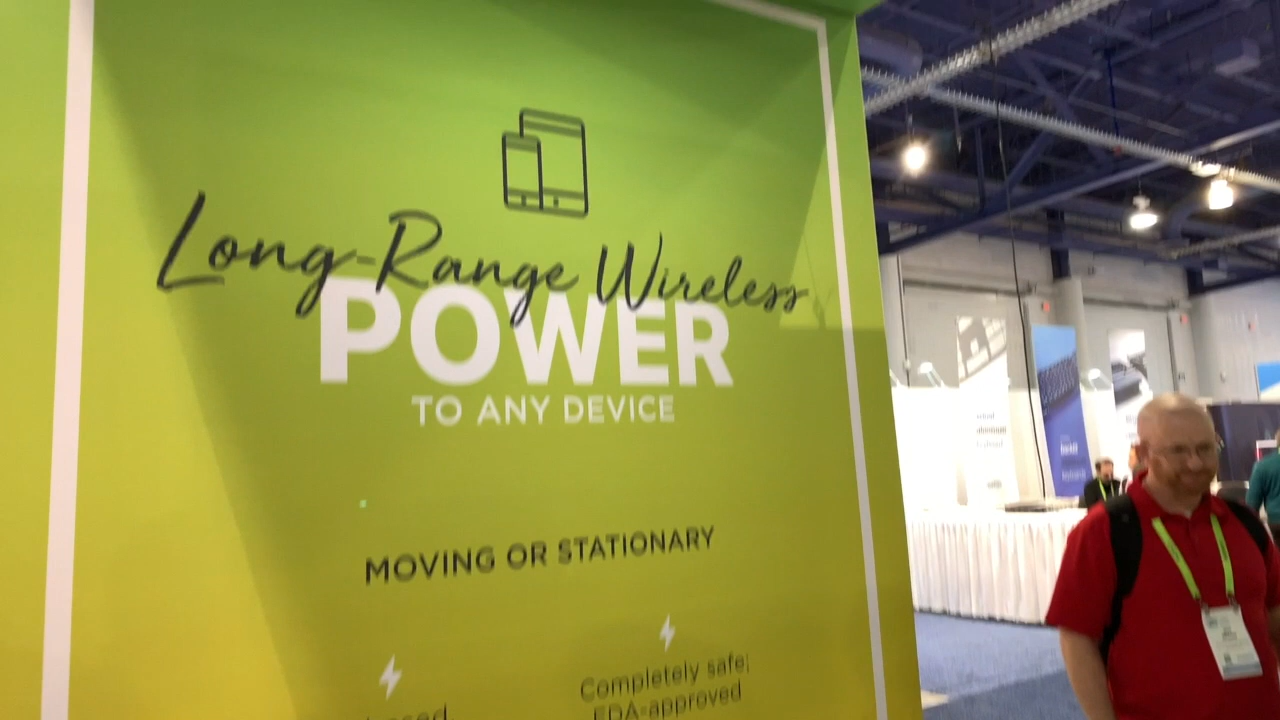 Long-Range Wireless
POWER
TO ANY DEVICE
MOVING OR STATIONARY
Completely safe;
FDA-approved